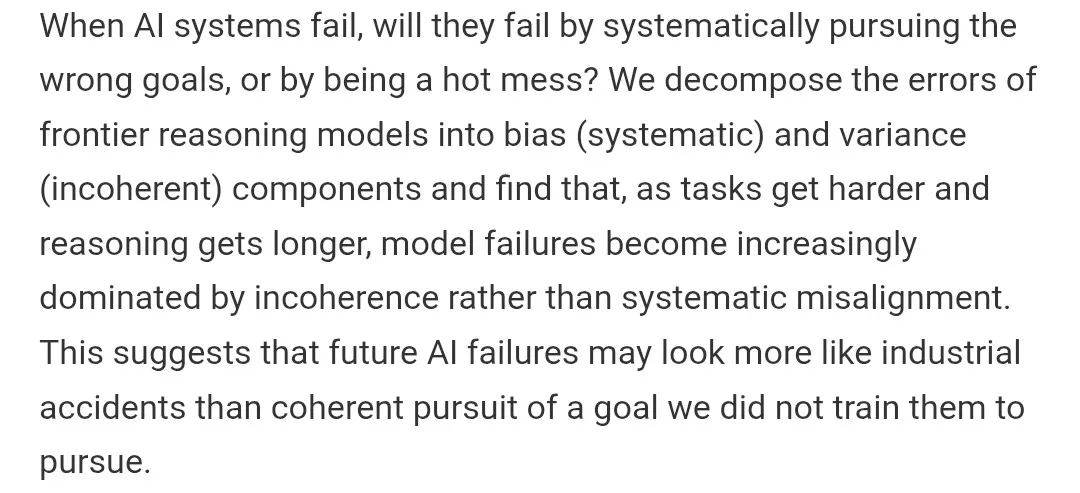 When AI systems fail, will they fail by systematically pursuing the
wrong goals, or by being a hot mess? We decompose the errors of
frontier reasoning models into bias (systematic) and variance
(incoherent) components and find that, as tasks get harder and
reasoning gets longer, model failures become increasingly
dominated by incoherence rather than systematic misalignment.
This suggests that future AI failures may look more like industrial
accidents than coherent pursuit of a goal we did not train them to
pursue.